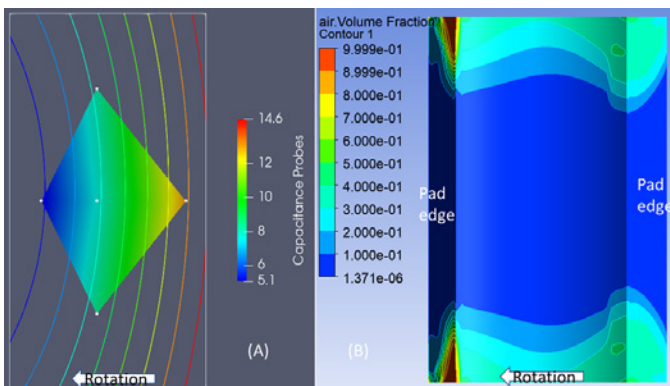 14.6
12
10
8
6
5.1
Capacitance Probes
(A)
Rotation
air.Volume Fraction
Contour 1
9.999e-01
8.999e-01
8.000e-01
7.000e-01
6.000e-01
5.000e-01
4.000e-01
3.000e-01
2.000e-01
1.000e-01
1.371e-06
Pad
edge
Pad
edge
(B)
Rotation